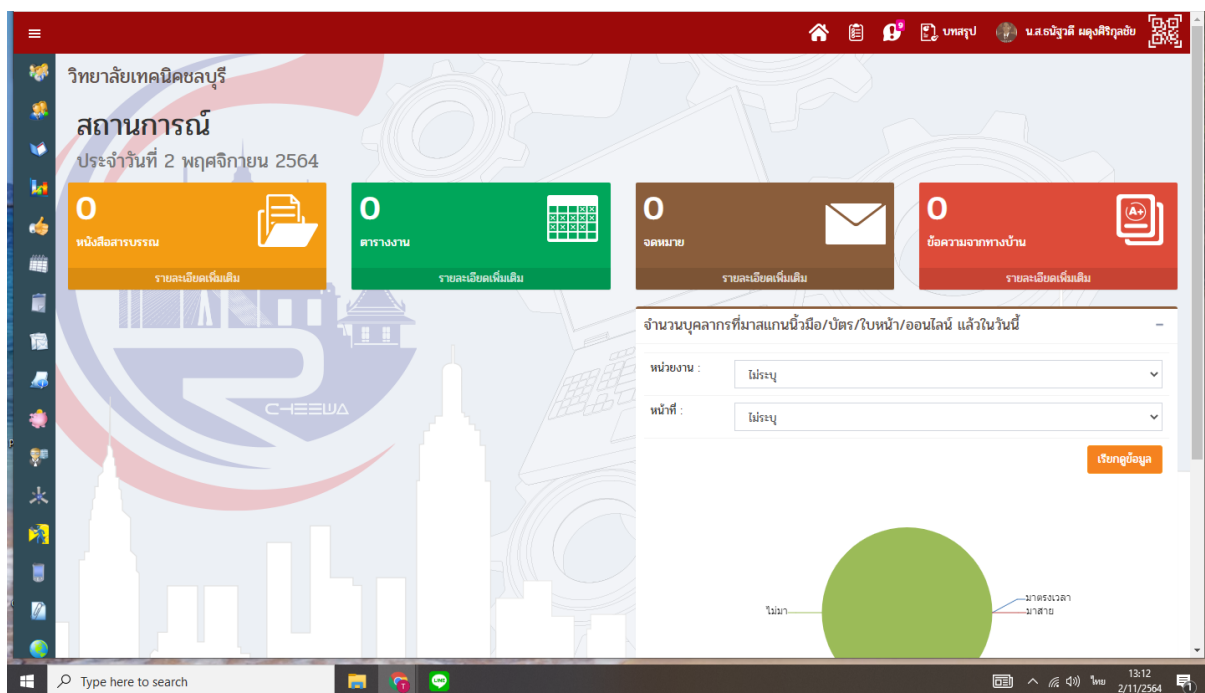 9
บทสรุป
น.ส.ธนัฐวดี ผดุงศิริกุลชัย
วิทยาลัยเทคนิคชลบุรี
สถานการณ์
ประจำวันที่ 2 พฤศจิกายน 2564
0
หนังสือสารบรรณ
รายละเอียดเพิ่มเติม
0
ตารางงาน
รายละเอียดเพิ่มเติม
0
จดหมาย
รายละเอียดเพิ่มเติม
A+
0
ข้อความจากทางบ้าน
รายละเอียดเพิ่มเติม
จำนวนบุคลากรที่มาสแกนนิ้วมือ/บัตร/ใบหน้า/ออนไลน์ แล้วในวันนี้
หน่วยงาน :
ไม่ระบุ
หน้าที่ :
ไม่ระบุ
เรียกดูข้อมูล
CHEEWA
ไม่มา
มาตรงเวลา
มาสาย
Type here to search
LINE
ไทย
13:12
2/11/2564
1